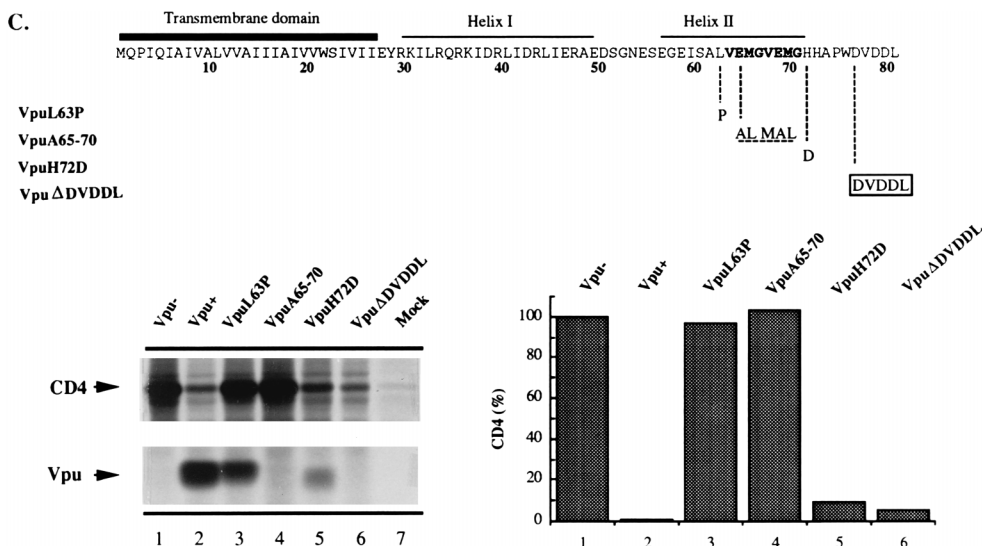 C.
Transmembrane domain Helix I Helix II
MQPIQIAIVALVVAIIIAIVVWSIVIIEYRKILRQRKIDRLIDRLIERAEDSGNESEGEISALVEMGVEMGHHAPWDVDDL
10 20 30 40 50 60 70 80
VpuL63P P
VpuA65-70 AL MAL
VpuH72D D
VpuΔDVDDL DVDDL
Vpu- Vpu+ VpuL63P VpuA65-70 VpuH72D VpuΔDVDDL Mock
CD4
Vpu
1 2 3 4 5 6 7
Vpu- Vpu+ VpuL63P VpuA65-70 VpuH72D VpuΔDVDDL
CD4 (%)
100
80
60
40
20
0
1 2 3 4 5 6